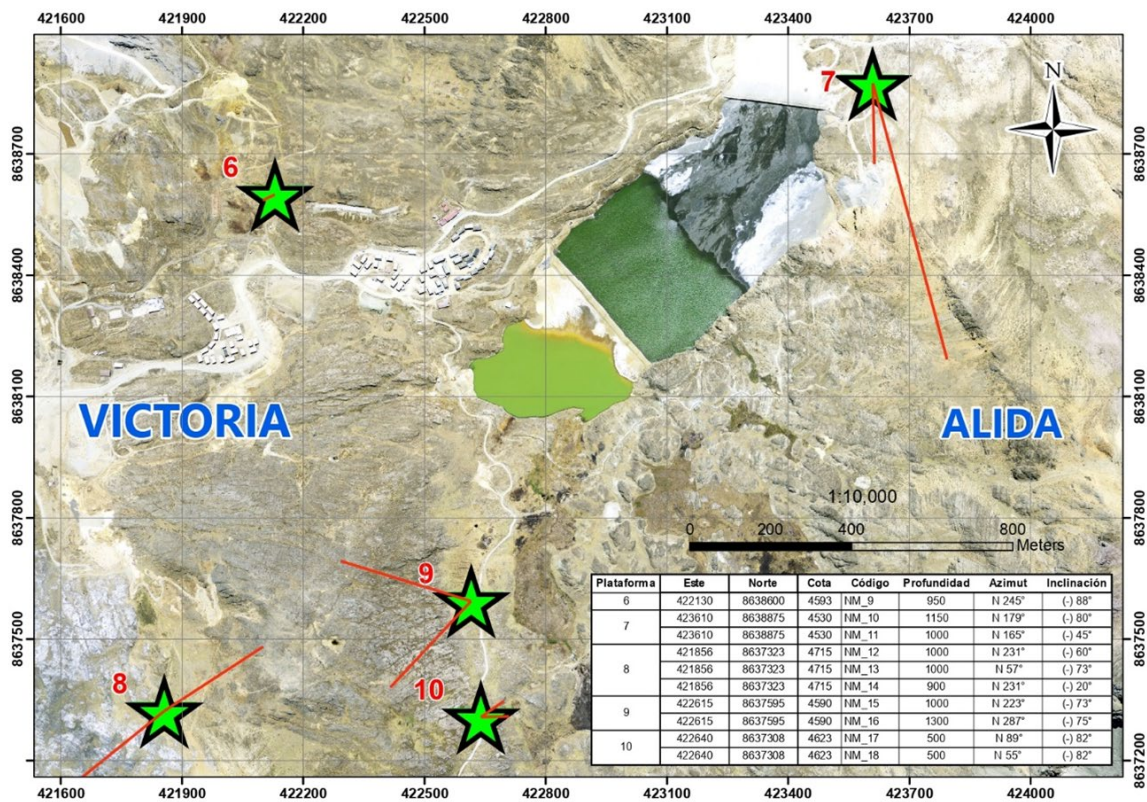 421600 421900 422200 422500 422800 423100 423400 423700 424000
N
7
8638700 8638700
6
8638400 8638400
8638100 8638100
VICTORIA ALIDA
1:10,000
8637800 8637800
0 200 400 800
Meters
9
Plataforma Este Norte Cota Código Profundidad Azimut Inclinación
6 422130 8638600 4593 NM_9 950 N 245° (-) 88°
7 423610 8638875 4530 NM_10 1150 N 179° (-) 80°
423610 8638875 4530 NM_11 1000 N 165° (-) 45°
8 421856 8637323 4715 NM_12 1000 N 231° (-) 60°
421856 8637323 4715 NM_13 1000 N 57° (-) 73°
421856 8637323 4715 NM_14 900 N 231° (-) 20°
9 422615 8637595 4590 NM_15 1000 N 223° (-) 73°
422615 8637595 4590 NM_16 1300 N 287° (-) 75°
10 422640 8637308 4623 NM_17 500 N 89° (-) 82°
422640 8637308 4623 NM_18 500 N 55° (-) 82°
8637500 8637500
8
10
8637200 8637200
421600 421900 422200 422500 422800 423100 423400 423700 424000